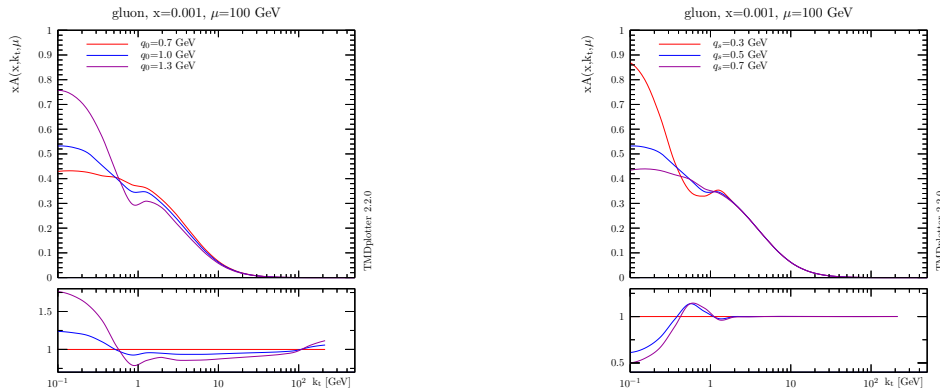 gluon, x=0.001, μ=100 GeV
xA(x,kt,μ)
q0=0.7 GeV
q0=1.0 GeV
q0=1.3 GeV
1
0.9
0.8
0.7
0.6
0.5
0.4
0.3
0.2
0.1
0
TMDplotter 2.2.0
1.5
1
10⁻¹ 1 10 10² kt [GeV]
gluon, x=0.001, μ=100 GeV
xA(x,kt,μ)
qs=0.3 GeV
qs=0.5 GeV
qs=0.7 GeV
1
0.9
0.8
0.7
0.6
0.5
0.4
0.3
0.2
0.1
0
TMDplotter 2.2.0
1
0.5
10⁻¹ 1 10 10² kt [GeV]